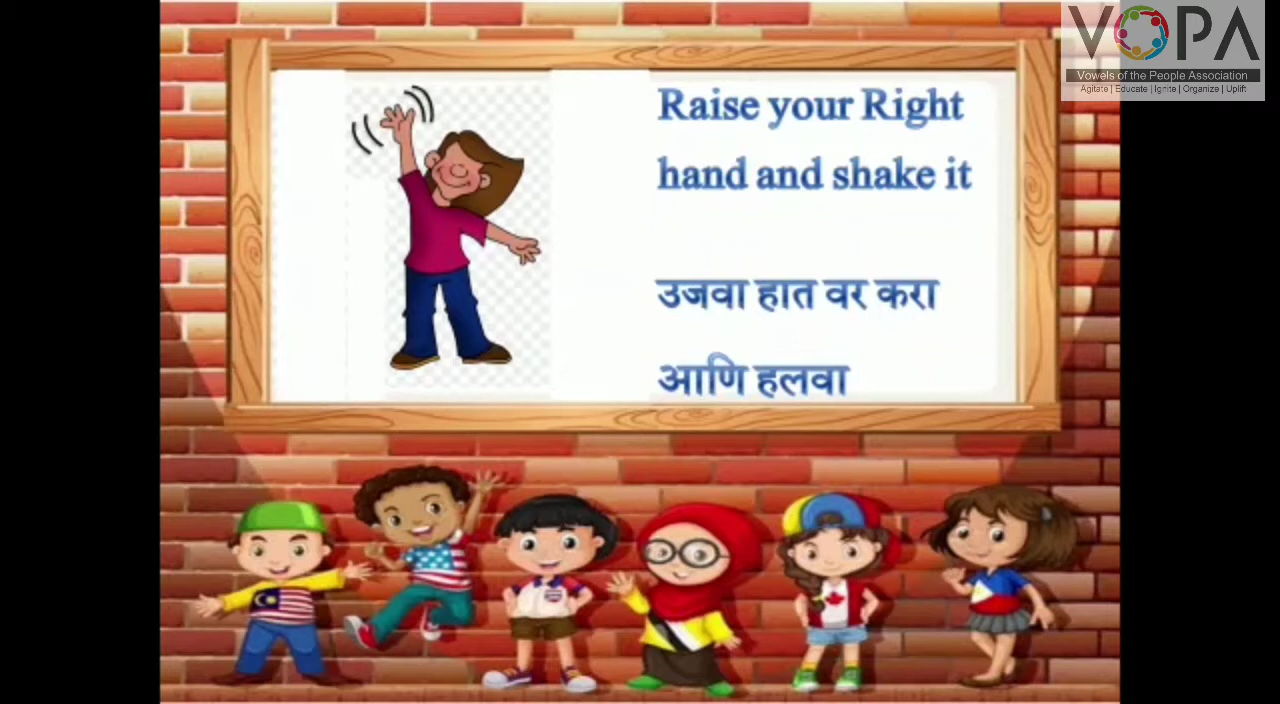 VOPA
Vowels of the People Association
Agitate | Educate | Ignite | Organize | Uplift
Raise your Right
hand and shake it
उजवा हात वर करा
आणि हलवा